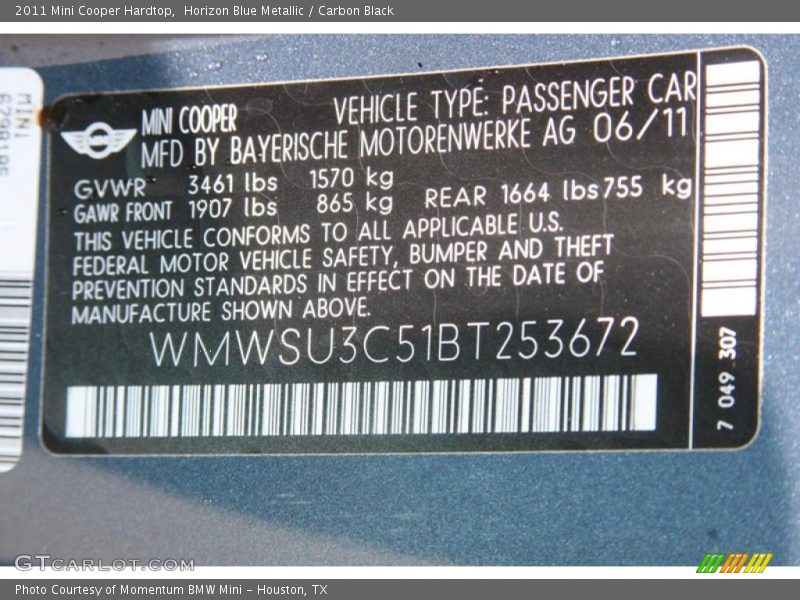 2011 Mini Cooper Hardtop,  Horizon Blue Metallic / Carbon Black
MINI
6798185
MINI COOPER VEHICLE TYPE: PASSENGER CAR
MFD BY BAYERISCHE MOTORENWERKE AG 06/11
GVWR 3461 lbs 1570 kg
GAWR FRONT 1907 lbs 865 kg REAR 1664 lbs 755 kg
THIS VEHICLE CONFORMS TO ALL APPLICABLE U.S.
FEDERAL MOTOR VEHICLE SAFETY, BUMPER AND THEFT
PREVENTION STANDARDS IN EFFECT ON THE DATE OF
MANUFACTURE SHOWN ABOVE.
WMWSU3C51BT253672
7 049 307
GTCARLOT.COM
Photo Courtesy of Momentum BMW Mini - Houston, TX